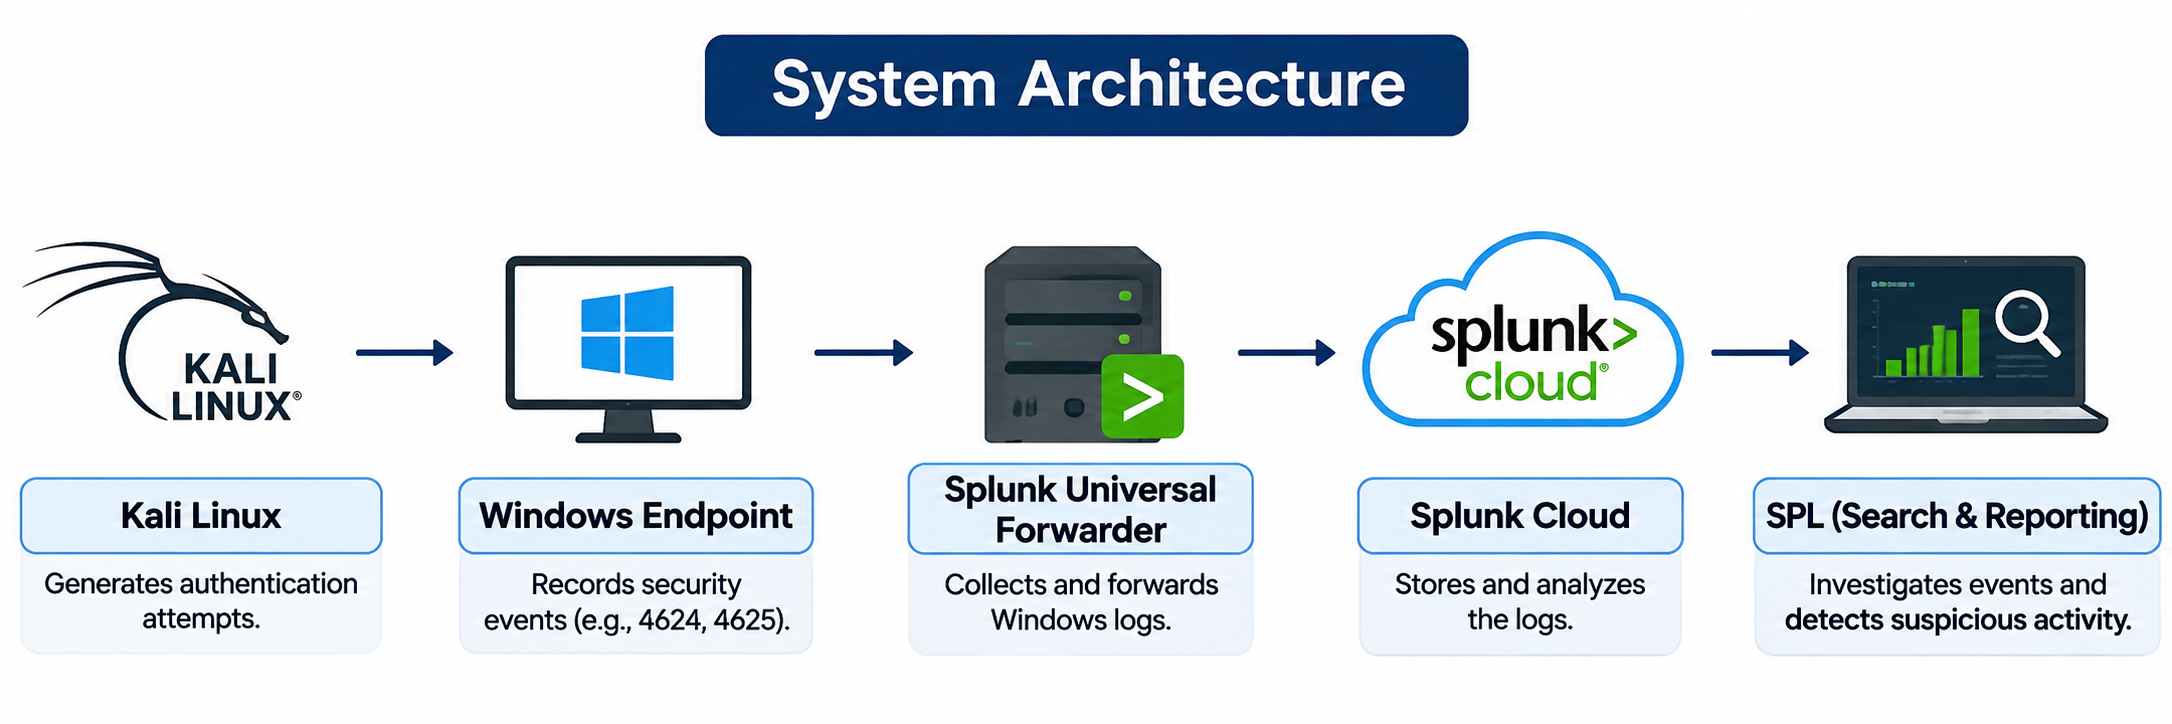 System Architecture
KALI
LINUX®
splunk>
cloud®
Kali Linux
Generates authentication
attempts.
Windows Endpoint
Records security
events (e.g., 4624, 4625).
Splunk Universal
Forwarder
Collects and forwards
Windows logs.
Splunk Cloud
Stores and analyzes
the logs.
SPL (Search & Reporting)
Investigates events and
detects suspicious activity.